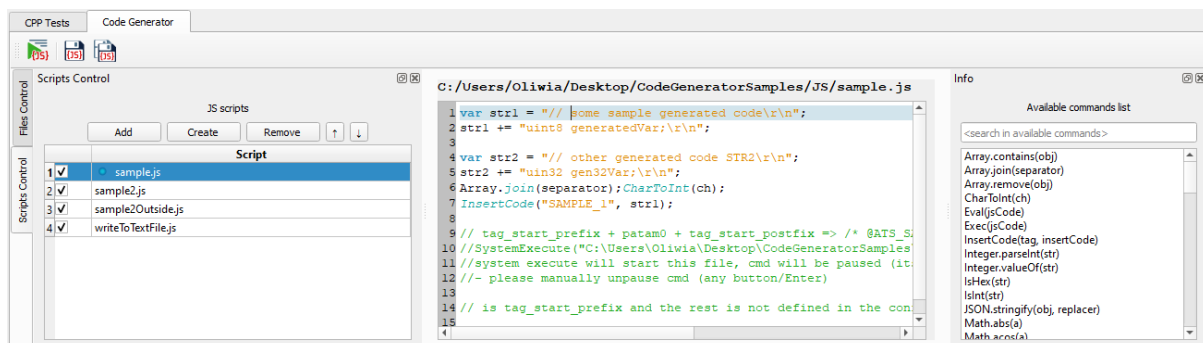 CPP Tests
Code Generator
{JS}
{JS}
{JS}
Files Control
Scripts Control
Scripts Control
JS scripts
Add
Create
Remove
↑
↓
Script
1 sample.js
2 sample2.js
3 sample2Outside.js
4 writeToTextFile.js
C:/Users/Oliwia/Desktop/CodeGeneratorSamples/JS/sample.js
1 var str1 = "// some sample generated code\r\n";
2 str1 += "uint8 generatedVar;\r\n";
3
4 var str2 = "// other generated code STR2\r\n";
5 str2 += "uin32 gen32Var;\r\n";
6 Array.join(separator);CharToInt(ch);
7 InsertCode("SAMPLE_1", str1);
8
9 // tag_start_prefix + patam0 + tag_start_postfix => /* @ATS_SA
10 //SystemExecute("C:\Users\Oliwia\Desktop\CodeGeneratorSamples\
11 //system execute will start this file, cmd will be paused (it
12 //- please manually unpause cmd (any button/Enter)
13
14 // is tag_start_prefix and the rest is not defined in the con
15
Info
Available commands list
<search in available commands>
Array.contains(obj)
Array.join(separator)
Array.remove(obj)
CharToInt(ch)
Eval(jsCode)
Exec(jsCode)
InsertCode(tag, insertCode)
Integer.parseInt(str)
Integer.valueOf(str)
IsHex(str)
IsInt(str)
JSON.stringify(obj, replacer)
Math.abs(a)
Math.acos(a)